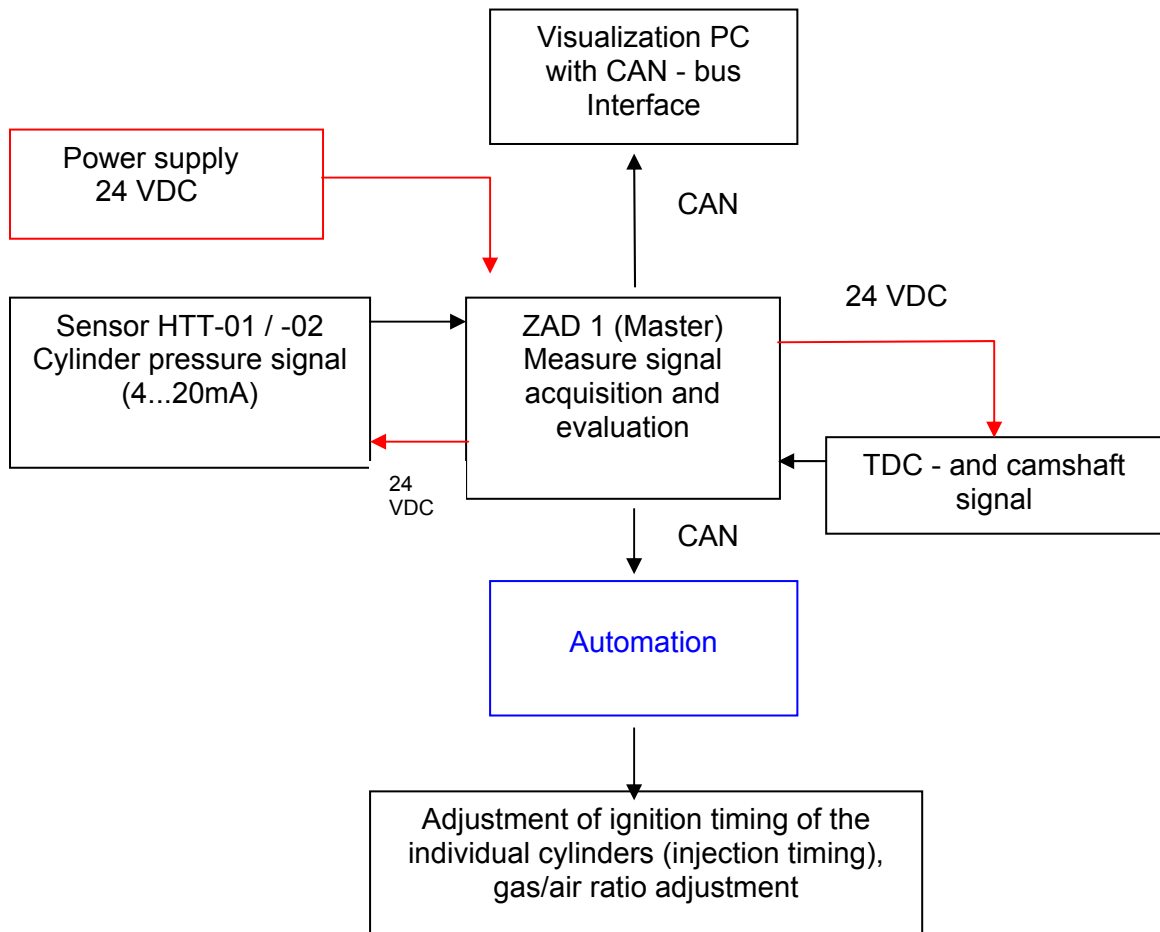 Visualization PC
with CAN - bus
Interface
Power supply
24 VDC
CAN
24 VDC
Sensor HTT-01 / -02
Cylinder pressure signal
(4...20mA)
ZAD 1 (Master)
Measure signal
acquisition and
evaluation
24
VDC
TDC - and camshaft
signal
CAN
Automation
Adjustment of ignition timing of the
individual cylinders (injection timing),
gas/air ratio adjustment